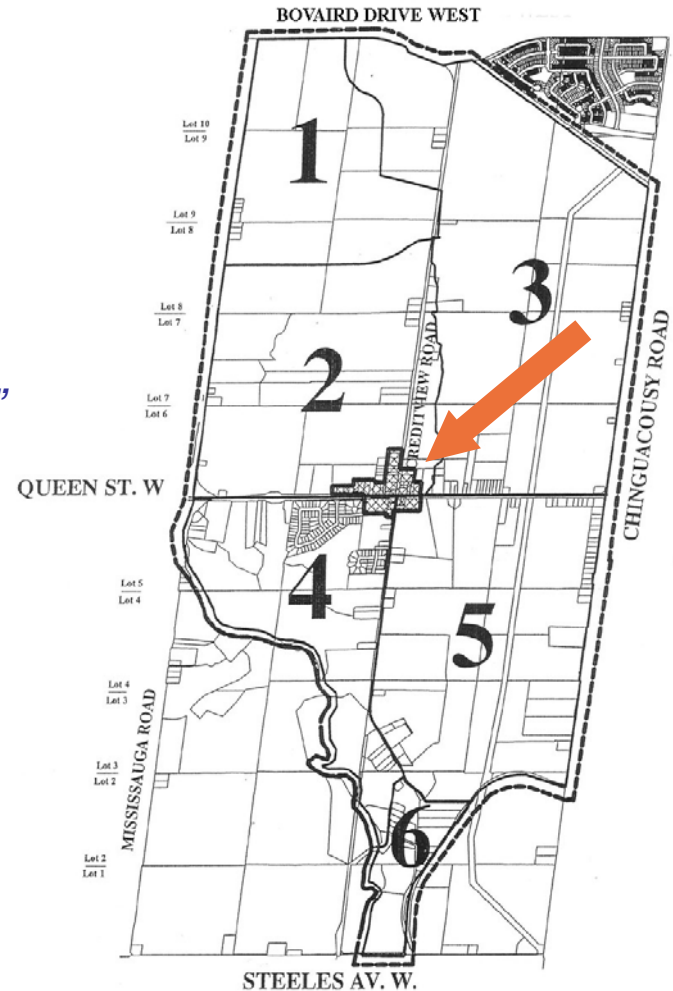 BOVAIRD DRIVE WEST
Lot 10
Lot 9
1
Lot 9
Lot 8
3
Lot 8
Lot 7
CHINGUACOUSY ROAD
REDITVIEW ROAD
2
”
Lot 7
Lot 6
QUEEN ST. W
4
Lot 5
Lot 4
5
Lot 4
Lot 3
MISSISSAUGA ROAD
Lot 3
Lot 2
6
Lot 2
Lot 1
STEELES AV. W.